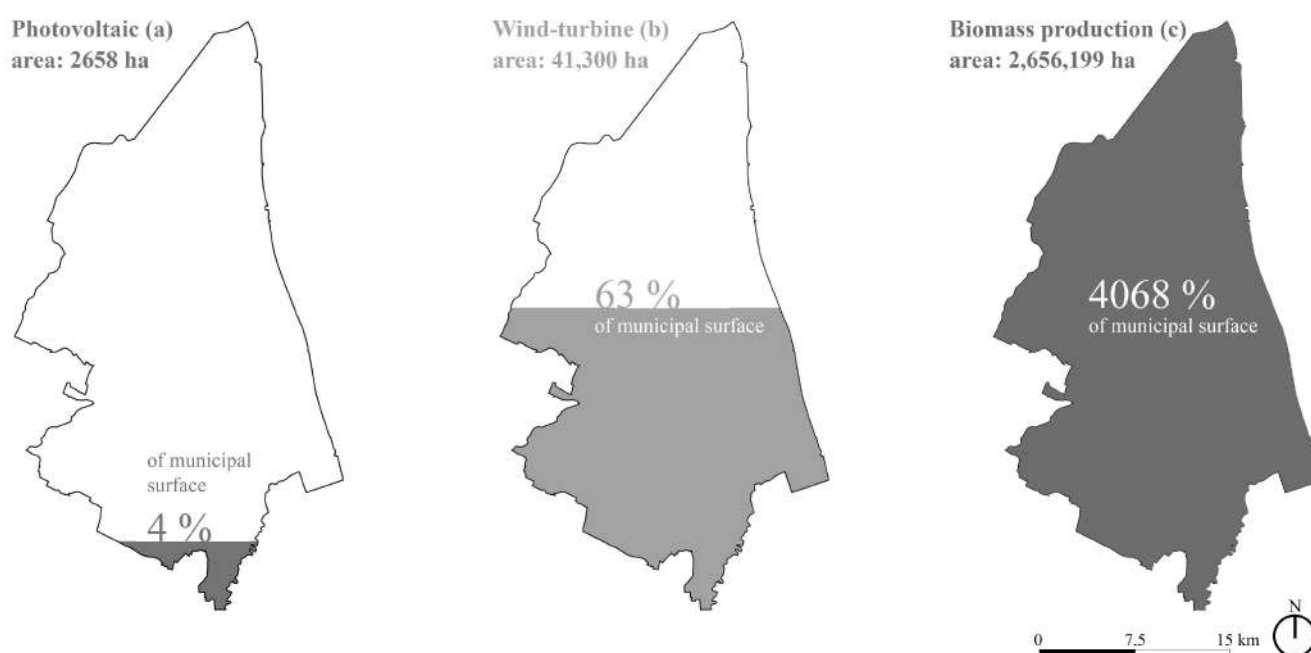 Photovoltaic (a)
area: 2658 ha
Wind-turbine (b)
area: 41,300 ha
Biomass production (c)
area: 2,656,199 ha
63 %
of municipal surface
4068 %
of municipal surface
of municipal
surface
4 %
N
0 7.5 15 km